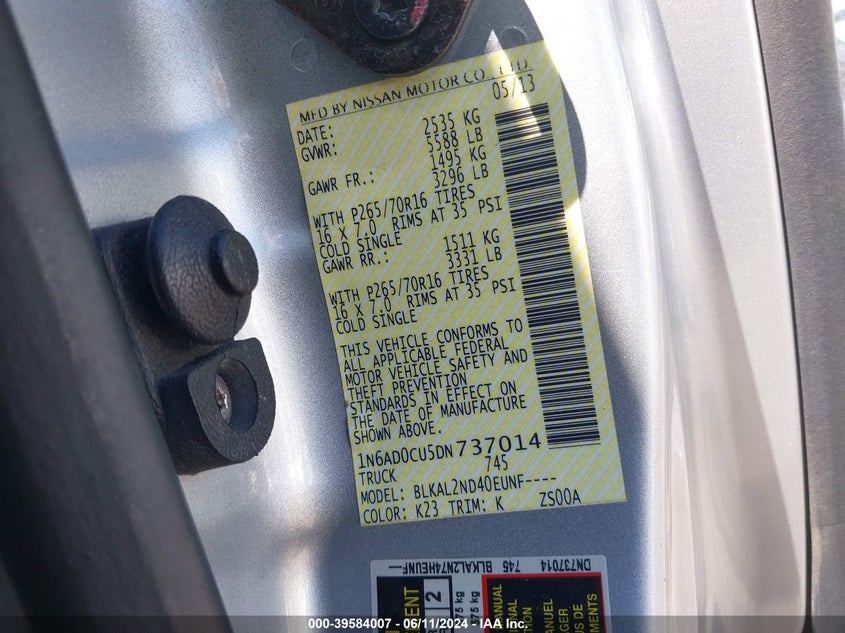 MFD BY NISSAN MOTOR CO., LTD.
DATE: 05/13
GVWR: 2535 KG
5588 LB
GAWR FR.: 1495 KG
3296 LB
WITH P265/70R16 TIRES
16 X 7.0 RIMS AT 35 PSI
COLD SINGLE
GAWR RR.: 1511 KG
3331 LB
WITH P265/70R16 TIRES
16 X 7.0 RIMS AT 35 PSI
COLD SINGLE
THIS VEHICLE CONFORMS TO
ALL APPLICABLE FEDERAL
MOTOR VEHICLE SAFETY AND
THEFT PREVENTION
STANDARDS IN EFFECT ON
THE DATE OF MANUFACTURE
SHOWN ABOVE.
1N6AD0CU5DN737014
TRUCK 745
MODEL: BLKAL2ND40EUNF----
COLOR: K23 TRIM: K ZS00A
DN737014
745 BLKAL2N74HEUNF—
2
000-39584007 - 06/11/2024 - IAA Inc.